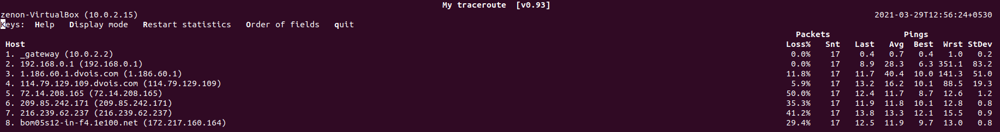 My traceroute  [v0.93]
zenon-VirtualBox (10.0.2.15) 2021-03-29T12:56:24+0530
Keys:  Help   Display mode   Restart statistics   Order of fields   quit
Packets Pings
Host Loss% Snt Last Avg Best Wrst StDev
1. _gateway (10.0.2.2) 0.0% 17 0.4 0.7 0.4 1.0 0.2
2. 192.168.0.1 (192.168.0.1) 0.0% 17 8.9 28.3 6.3 351.1 83.2
3. 1.186.60.1.dvois.com (1.186.60.1) 11.8% 17 11.7 40.4 10.0 141.3 51.0
4. 114.79.129.109.dvois.com (114.79.129.109) 5.9% 17 13.2 16.2 10.1 88.5 19.3
5. 72.14.208.165 (72.14.208.165) 50.0% 17 12.4 11.7 8.7 12.6 1.2
6. 209.85.242.171 (209.85.242.171) 35.3% 17 11.9 11.8 10.1 12.8 0.8
7. 216.239.62.237 (216.239.62.237) 41.2% 17 13.8 13.3 12.1 15.5 0.9
8. bom05s12-in-f4.1e100.net (172.217.160.164) 29.4% 17 12.5 11.9 9.7 13.0 0.8